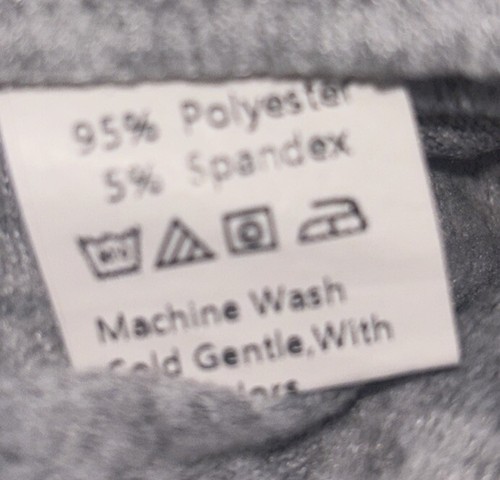 95% Polyester
5% Spandex
Machine Wash
Cold Gentle,With